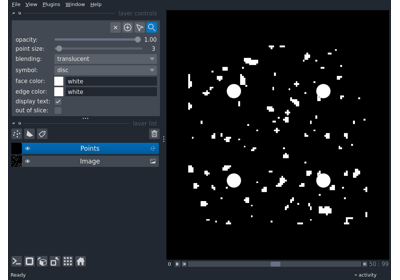 File View Plugins Window Help
layer controls
opacity: 1.00
point size: 3
blending: translucent
symbol: disc
face color: white
edge color: white
display text:
out of slice:
layer list
Points
Image
50 99
Ready activity